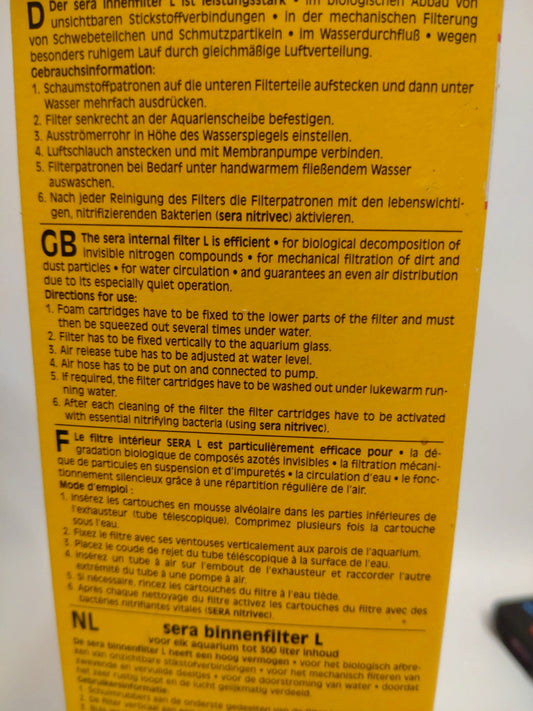 D Der sera Innenfilter L ist leistungsstark • im biologischen Abbau von
unsichtbaren Stickstoffverbindungen • in der mechanischen Filterung
von Schwebeteilchen und Schmutzpartikeln • im Wasserdurchfluß • wegen
besonders ruhigem Lauf durch gleichmäßige Luftverteilung.
Gebrauchsinformation:
1. Schaumstoffpatronen auf die unteren Filterteile aufstecken und dann unter
Wasser mehrfach ausdrücken.
2. Filter senkrecht an der Aquarienscheibe befestigen.
3. Ausströmerrohr in Höhe des Wasserspiegels einstellen.
4. Luftschlauch anstecken und mit Membranpumpe verbinden.
5. Filterpatronen bei Bedarf unter handwarmem fließendem Wasser
auswaschen.
6. Nach jeder Reinigung des Filters die Filterpatronen mit den lebenswichti-
gen, nitrifizierenden Bakterien (sera nitrivec) aktivieren.
GB The sera internal filter L is efficient • for biological decomposition of
invisible nitrogen compounds • for mechanical filtration of dirt and
dust particles • for water circulation • and guarantees an even air distribution
due to its especially quiet operation.
Directions for use:
1. Foam cartridges have to be fixed to the lower parts of the filter and must
then be squeezed out several times under water.
2. Filter has to be fixed vertically to the aquarium glass.
3. Air release tube has to be adjusted at water level.
4. Air hose has to be put on and connected to pump.
5. If required, the filter cartridges have to be washed out under lukewarm run-
ning water.
6. After each cleaning of the filter the filter cartridges have to be activated
with essential nitrifying bacteria (using sera nitrivec).
F Le filtre intérieur SERA L est particulièrement efficace pour • la dé-
gradation biologique de composés azotés invisibles • la filtration mécani-
que de particules en suspension et d'impuretés • la circulation d'eau • le fonc-
tionnement silencieux grâce à une répartition régulière de l'air.
Mode d'emploi :
1. Insérez les cartouches en mousse alvéolaire dans les parties inférieures de
l'exhausteur (tube télescopique). Comprimez plusieurs fois la cartouche
sous l'eau.
2. Fixez le filtre avec ses ventouses verticalement aux parois de l'aquarium.
3. Placez le coude de rejet du tube téléscopique à la surface de l'eau.
4. Insérez un tube à air sur l'embout de l'exhausteur et raccorder l'autre
extrémité du tube à une pompe à air.
5. Si nécessaire, rincez les cartouches du filtre à l'eau tiède.
6. Après chaque nettoyage du filtre activez les cartouches du filtre avec des
bactéries nitrifiantes vitales (SERA nitrivec).
NL sera binnenfilter L
voor elk aquarium tot 300 liter inhoud
De sera binnenfilter L heeft een hoog vermogen • voor het biologisch afbre-
ken van onzichtbare stikstofverbindingen • voor het mechanisch filteren van
zwevende en vervuilde deeltjes • voor de doorstroming van water • doordat
het zeer rustig loopt en de lucht gelijkmatig verdeeld.
Gebruikersinformatie:
1. Schuimrubbers aan de onderste gedeelten van de
2. De filter verticaal aan